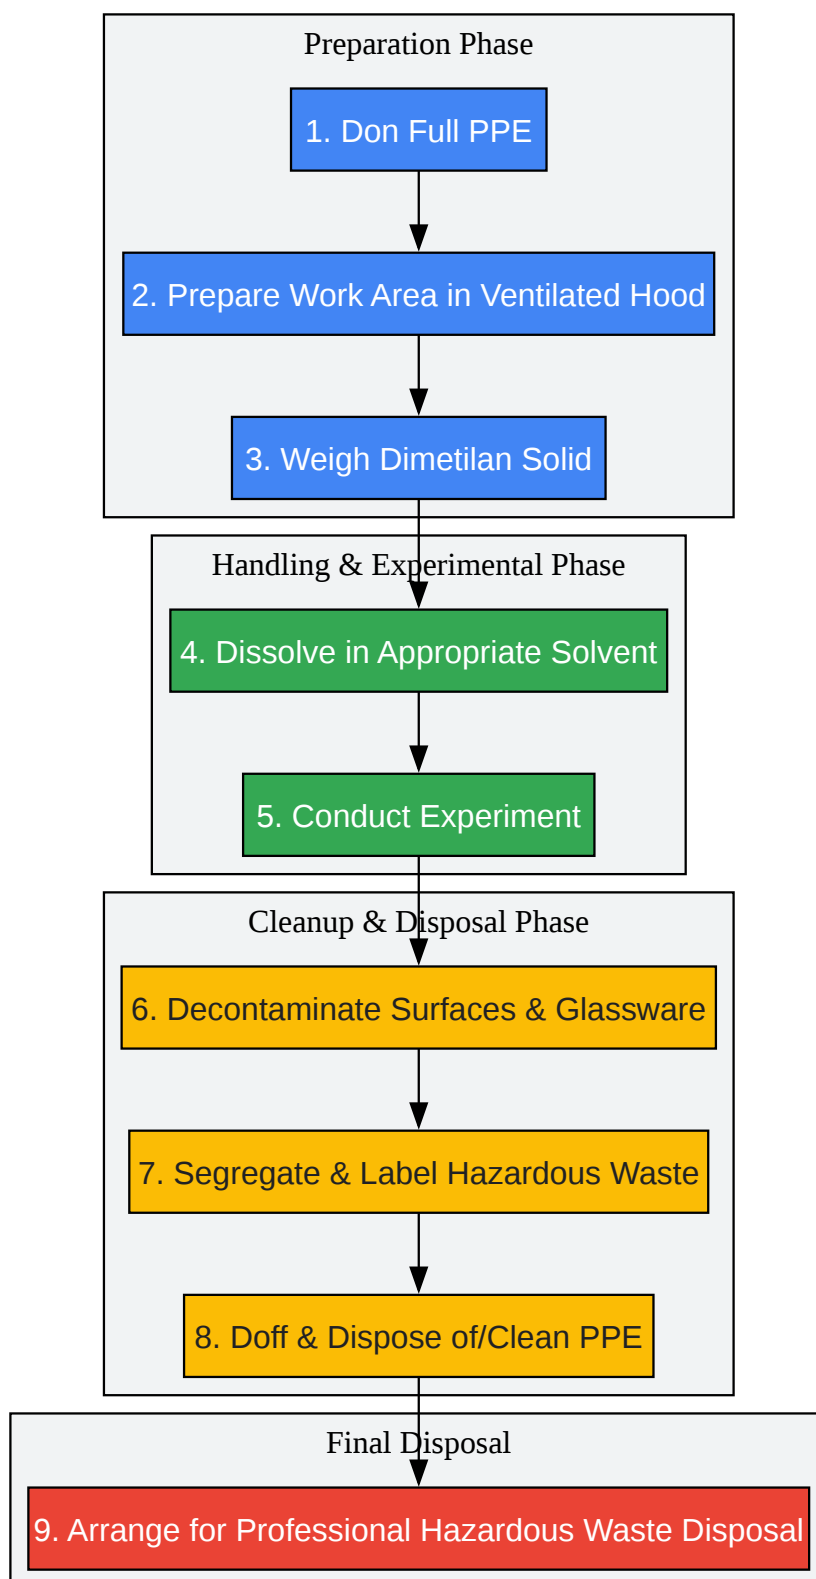 Preparation Phase
1. Don Full PPE
2. Prepare Work Area in Ventilated Hood
3. Weigh Dimetilan Solid
Handling & Experimental Phase
4. Dissolve in Appropriate Solvent
5. Conduct Experiment
Cleanup & Disposal Phase
6. Decontaminate Surfaces & Glassware
7. Segregate & Label Hazardous Waste
8. Doff & Dispose of/Clean PPE
Final Disposal
9. Arrange for Professional Hazardous Waste Disposal